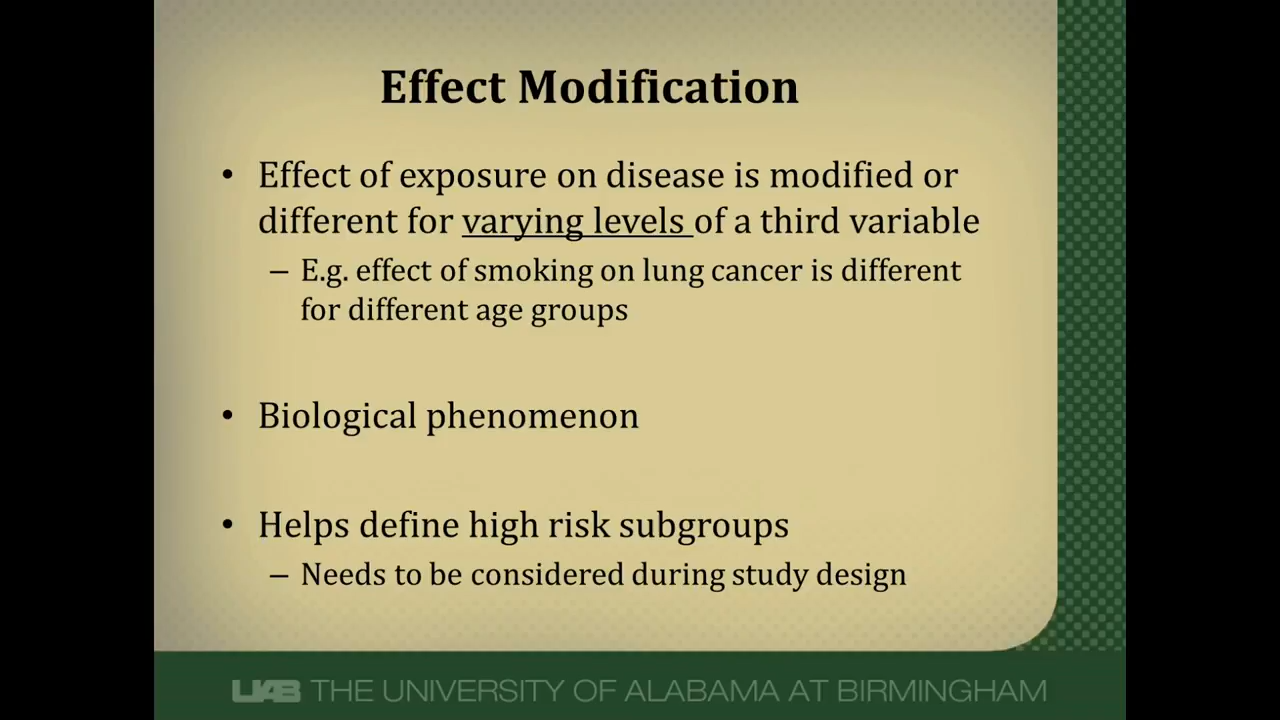 Effect Modification
• Effect of exposure on disease is modified or
different for varying levels of a third variable
– E.g. effect of smoking on lung cancer is different
for different age groups
• Biological phenomenon
• Helps define high risk subgroups
– Needs to be considered during study design
UAB THE UNIVERSITY OF ALABAMA AT BIRMINGHAM